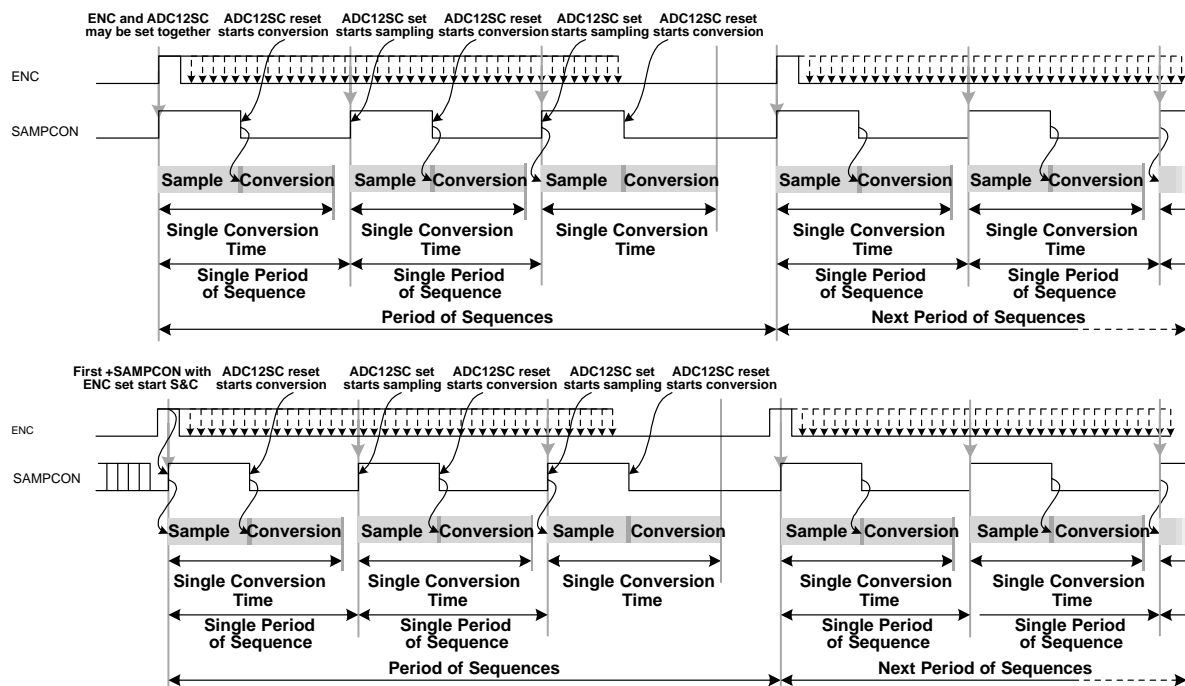 ENC and ADC12SC ADC12SC reset ADC12SC set ADC12SC reset ADC12SC set ADC12SC reset
may be set together starts conversion starts sampling starts conversion starts sampling starts conversion
ENC
SAMPCON
Sample Conversion Sample Conversion Sample Conversion Sample Conversion Sample Conversion
Single Conversion Single Conversion Single Conversion Single Conversion Single Conversion
Time Time Time Time Time
Single Period Single Period Single Period Single Period
of Sequence of Sequence of Sequence of Sequence
Period of Sequences Next Period of Sequences
First +SAMPCON with ADC12SC reset ADC12SC set ADC12SC reset ADC12SC set ADC12SC reset
ENC set start S&C starts conversion starts sampling starts conversion starts sampling starts conversion
ENC
SAMPCON
Sample Conversion Sample Conversion Sample Conversion Sample Conversion Sample Conversion
Single Conversion Single Conversion Single Conversion Single Conversion Single Conversion
Time Time Time Time Time
Single Period Single Period Single Period Single Period
of Sequence of Sequence of Sequence of Sequence
Period of Sequences Next Period of Sequences